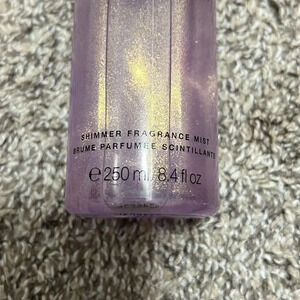 SHIMMER FRAGRANCE MIST
BRUME PARFUMÉE SCINTILLANTE
℮ 250 ml / 8.4 fl oz